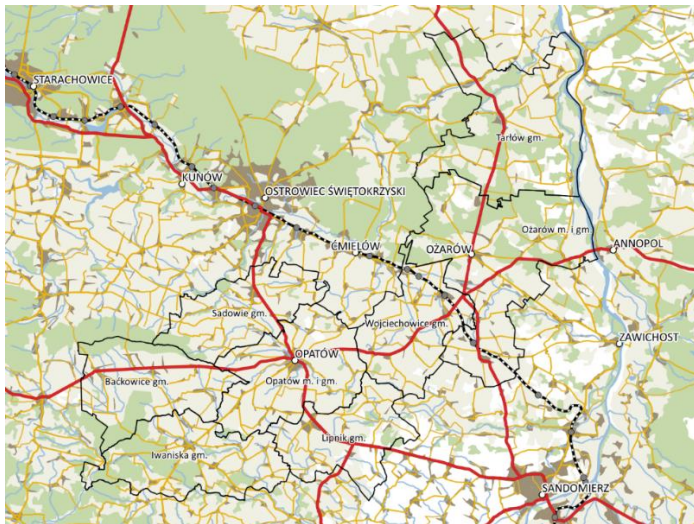 STARACHOWICE
Tarłów gm.
KUNÓW
OSTROWIEC ŚWIĘTOKRZYSKI
Ożarów m. i gm.
ĆMIELÓW
OŻARÓW
ANNOPOL
Sadowie gm.
Wojciechowice gm.
ZAWICHOST
OPATÓW
Baćkowice gm.
Opatów m. i gm.
Lipnik gm.
Iwaniska gm.
SANDOMIERZ